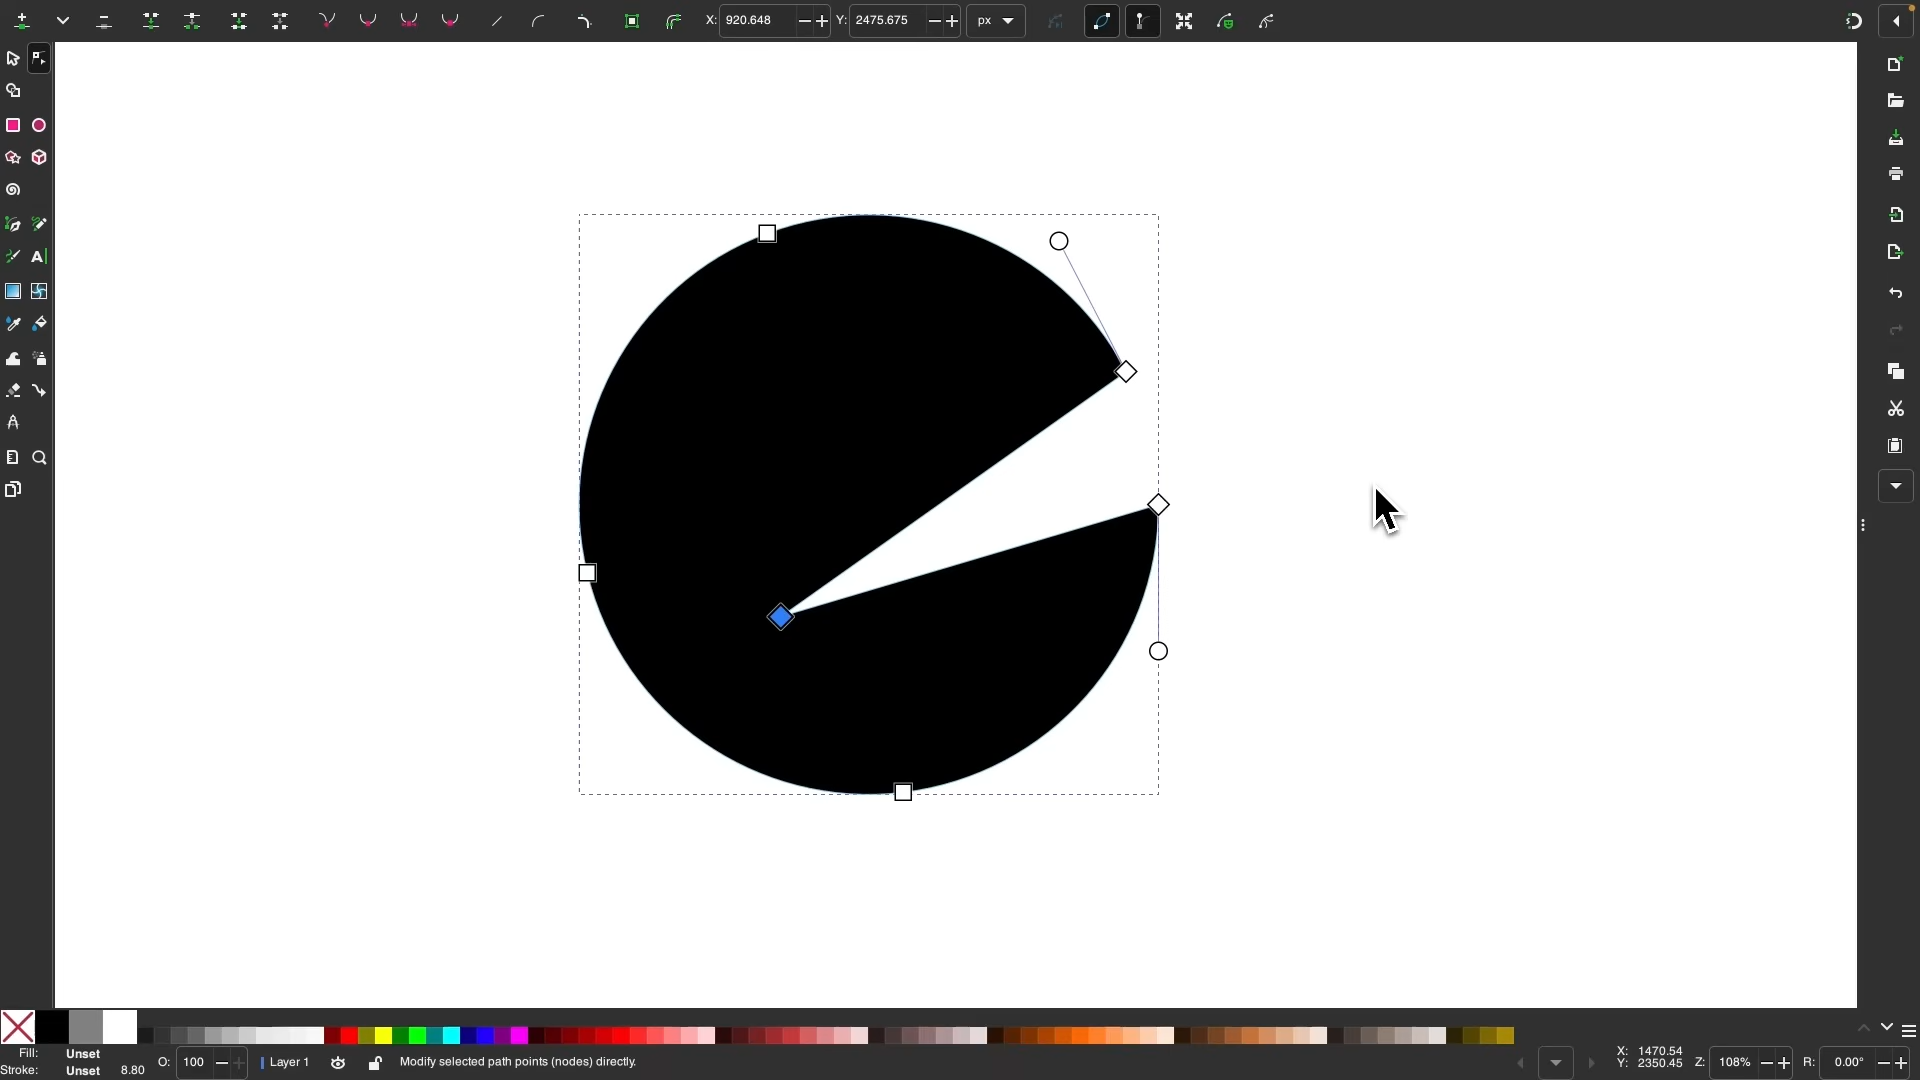 X: 920.648
Y: 2475.675
px
A
Fill: Unset
Stroke: Unset 8.80
O: 100
Layer 1
Modify selected path points (nodes) directly.
X: 1470.54
Y: 2350.45
Z: 108%
R: 0.00°